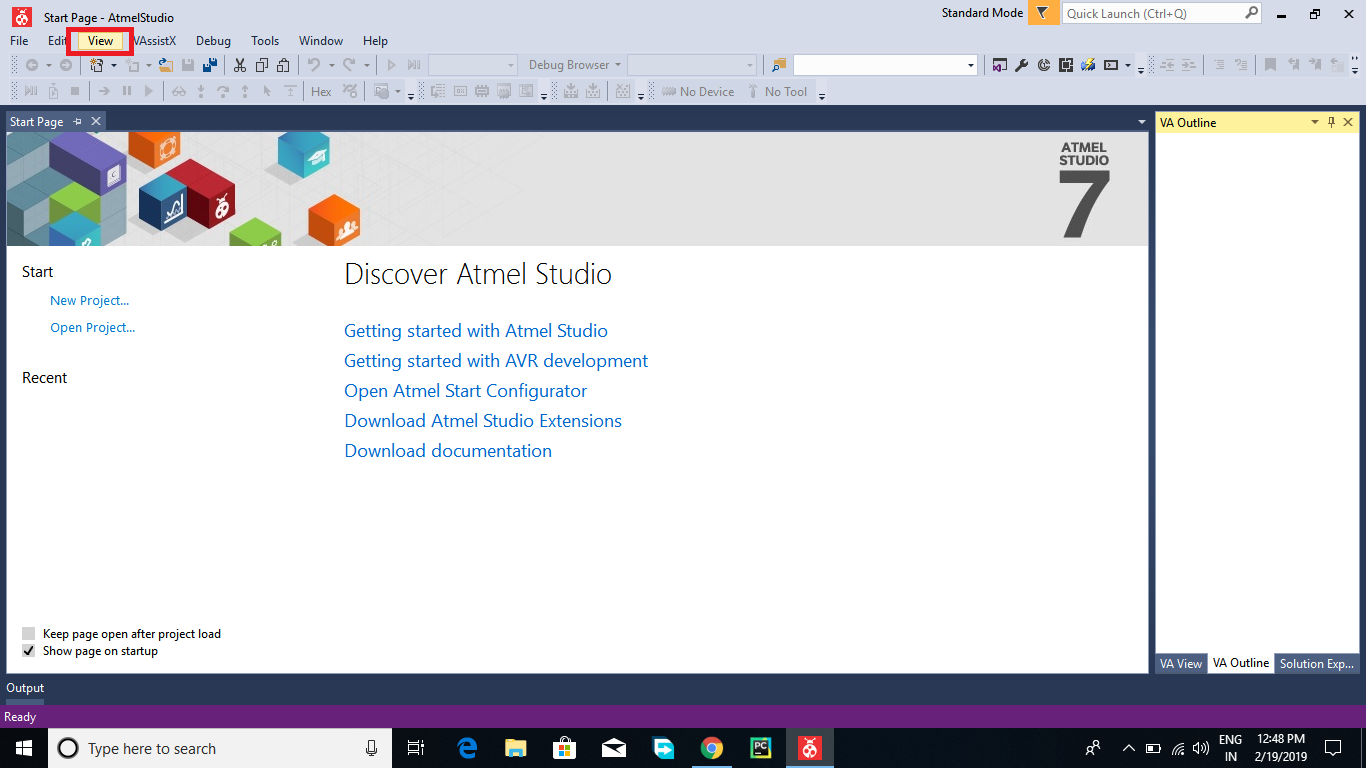 Start Page - AtmelStudio
Standard Mode
Quick Launch (Ctrl+Q)
File Edit View VAssistX Debug Tools Window Help
Debug Browser
Hex
No Device
No Tool
Start Page
VA Outline
ATMEL
STUDIO
7
Start
New Project...
Open Project...
Recent
Discover Atmel Studio
Getting started with Atmel Studio
Getting started with AVR development
Open Atmel Start Configurator
Download Atmel Studio Extensions
Download documentation
Keep page open after project load
Show page on startup
VA View VA Outline Solution Exp...
Output
Ready
Type here to search
PC
ENG
IN
12:48 PM
2/19/2019